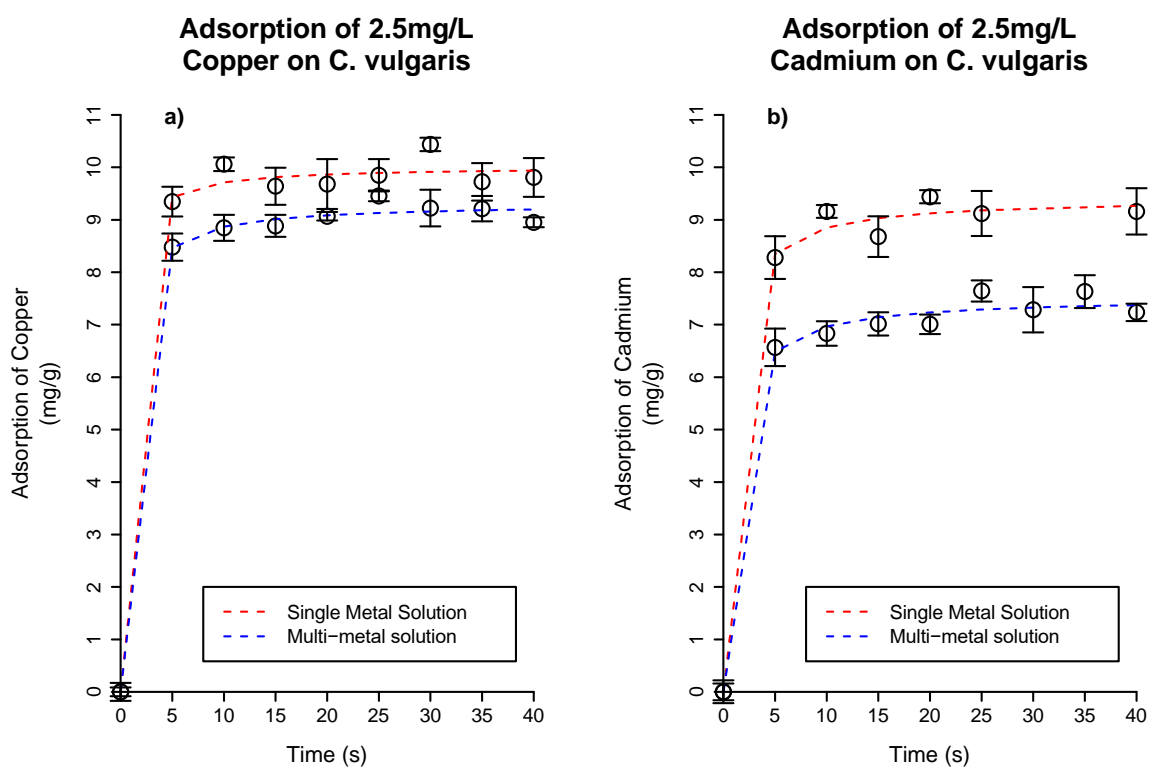 Adsorption of 2.5mg/L
Copper on C. vulgaris
a)
11
10
9
8
7
6
5
4
3
2
1
0
Adsorption of Copper
(mg/g)
Single Metal Solution
Multi−metal solution
0 5 10 15 20 25 30 35 40
Time (s)
Adsorption of 2.5mg/L
Cadmium on C. vulgaris
b)
11
10
9
8
7
6
5
4
3
2
1
0
Adsorption of Cadmium
(mg/g)
Single Metal Solution
Multi−metal solution
0 5 10 15 20 25 30 35 40
Time (s)